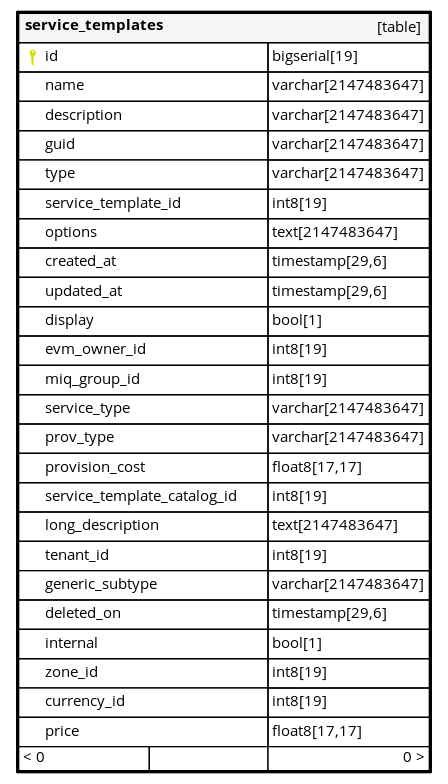 service_templates [table]
id bigserial[19]
name varchar[2147483647]
description varchar[2147483647]
guid varchar[2147483647]
type varchar[2147483647]
service_template_id int8[19]
options text[2147483647]
created_at timestamp[29,6]
updated_at timestamp[29,6]
display bool[1]
evm_owner_id int8[19]
miq_group_id int8[19]
service_type varchar[2147483647]
prov_type varchar[2147483647]
provision_cost float8[17,17]
service_template_catalog_id int8[19]
long_description text[2147483647]
tenant_id int8[19]
generic_subtype varchar[2147483647]
deleted_on timestamp[29,6]
internal bool[1]
zone_id int8[19]
currency_id int8[19]
price float8[17,17]
< 0 0 >